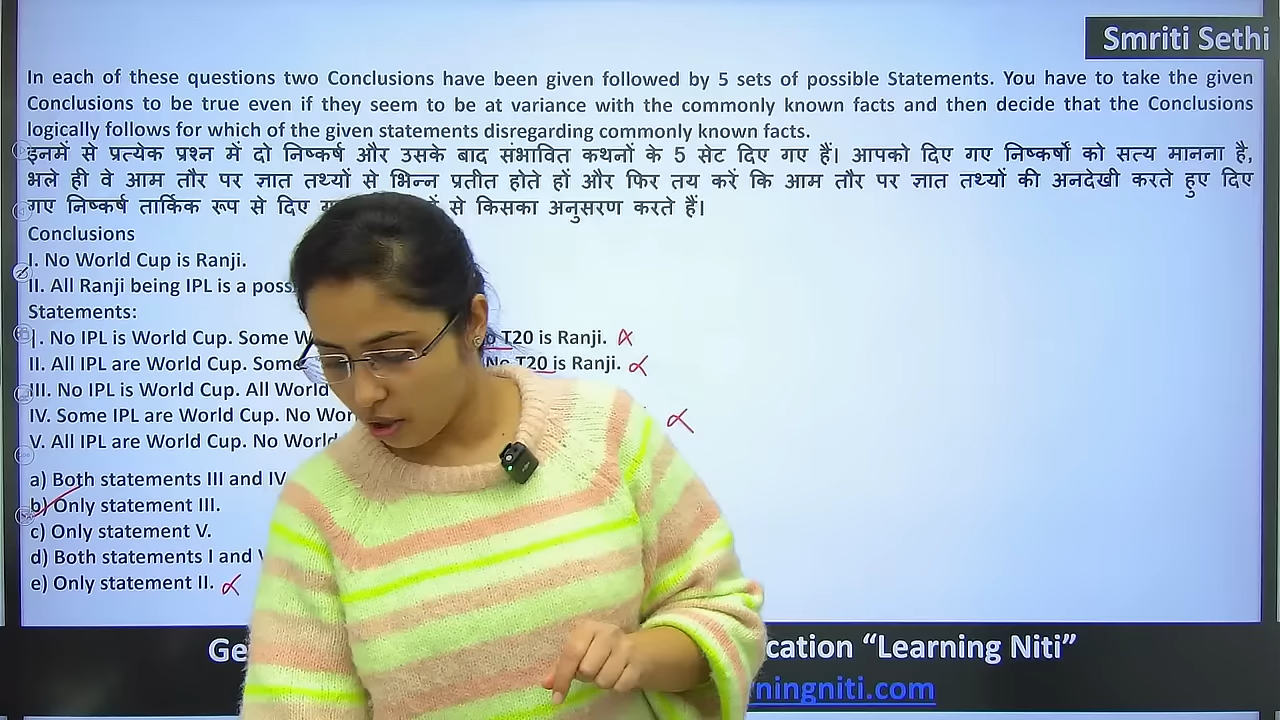 Smriti Sethi
In each of these questions two Conclusions have been given followed by 5 sets of possible Statements. You have to take the given
Conclusions to be true even if they seem to be at variance with the commonly known facts and then decide that the Conclusions
logically follows for which of the given statements disregarding commonly known facts.
इनमें से प्रत्येक प्रश्न में दो निष्कर्ष और उसके बाद संभावित कथनों के 5 सेट दिए गए हैं। आपको दिए गए निष्कर्षों को सत्य मानना है,
भले ही वे आम तौर पर ज्ञात तथ्यों से भिन्न प्रतीत होते हों और फिर तय करें कि आम तौर पर ज्ञात तथ्यों की अनदेखी करते हुए दिए
गए निष्कर्ष तार्किक रूप से दिए से किसका अनुसरण करते हैं।
Conclusions
I. No World Cup is Ranji.
II. All Ranji being IPL is a
Statements:
I. No IPL is World Cup. Some T20 is Ranji.
II. All IPL are World Cup. Some No T20 is Ranji.
III. No IPL is World Cup. All World
IV. Some IPL are World Cup. No
V. All IPL are World Cup. No World
a) Both statements III and IV
b) Only statement III.
c) Only statement V.
d) Both statements I and
e) Only statement II.
“Learning Niti”